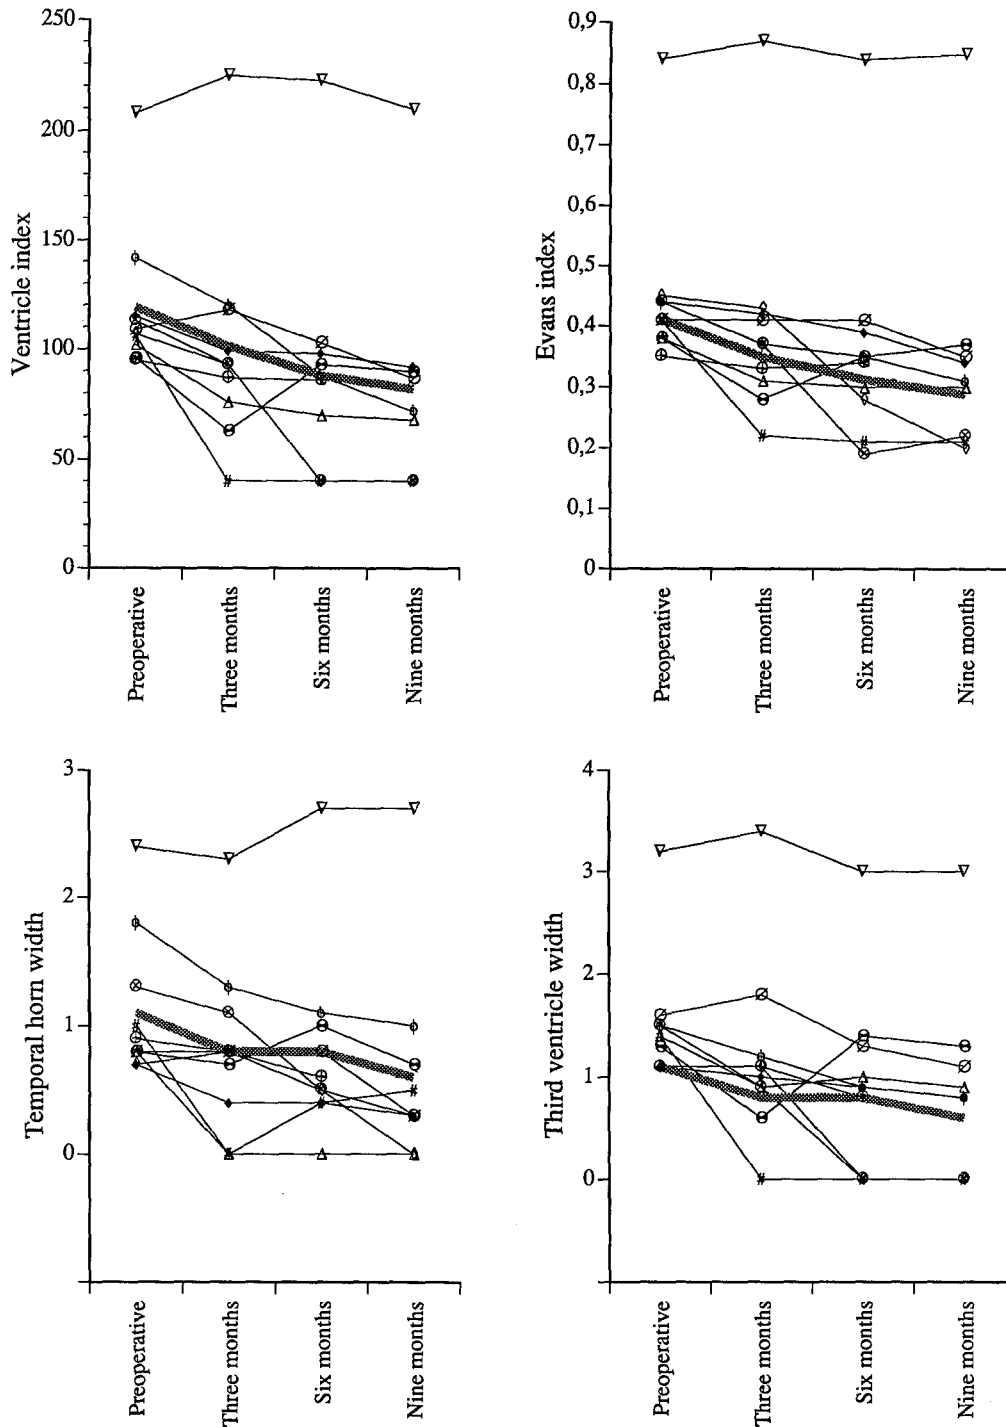 Ventricle index
250
200
150
100
50
0
Preoperative
Three months
Six months
Nine months
Evans index
0,9
0,8
0,7
0,6
0,5
0,4
0,3
0,2
0,1
0
Preoperative
Three months
Six months
Nine months
Temporal horn width
3
2
1
0
Preoperative
Three months
Six months
Nine months
Third ventricle width
4
3
2
1
0
Preoperative
Three months
Six months
Nine months